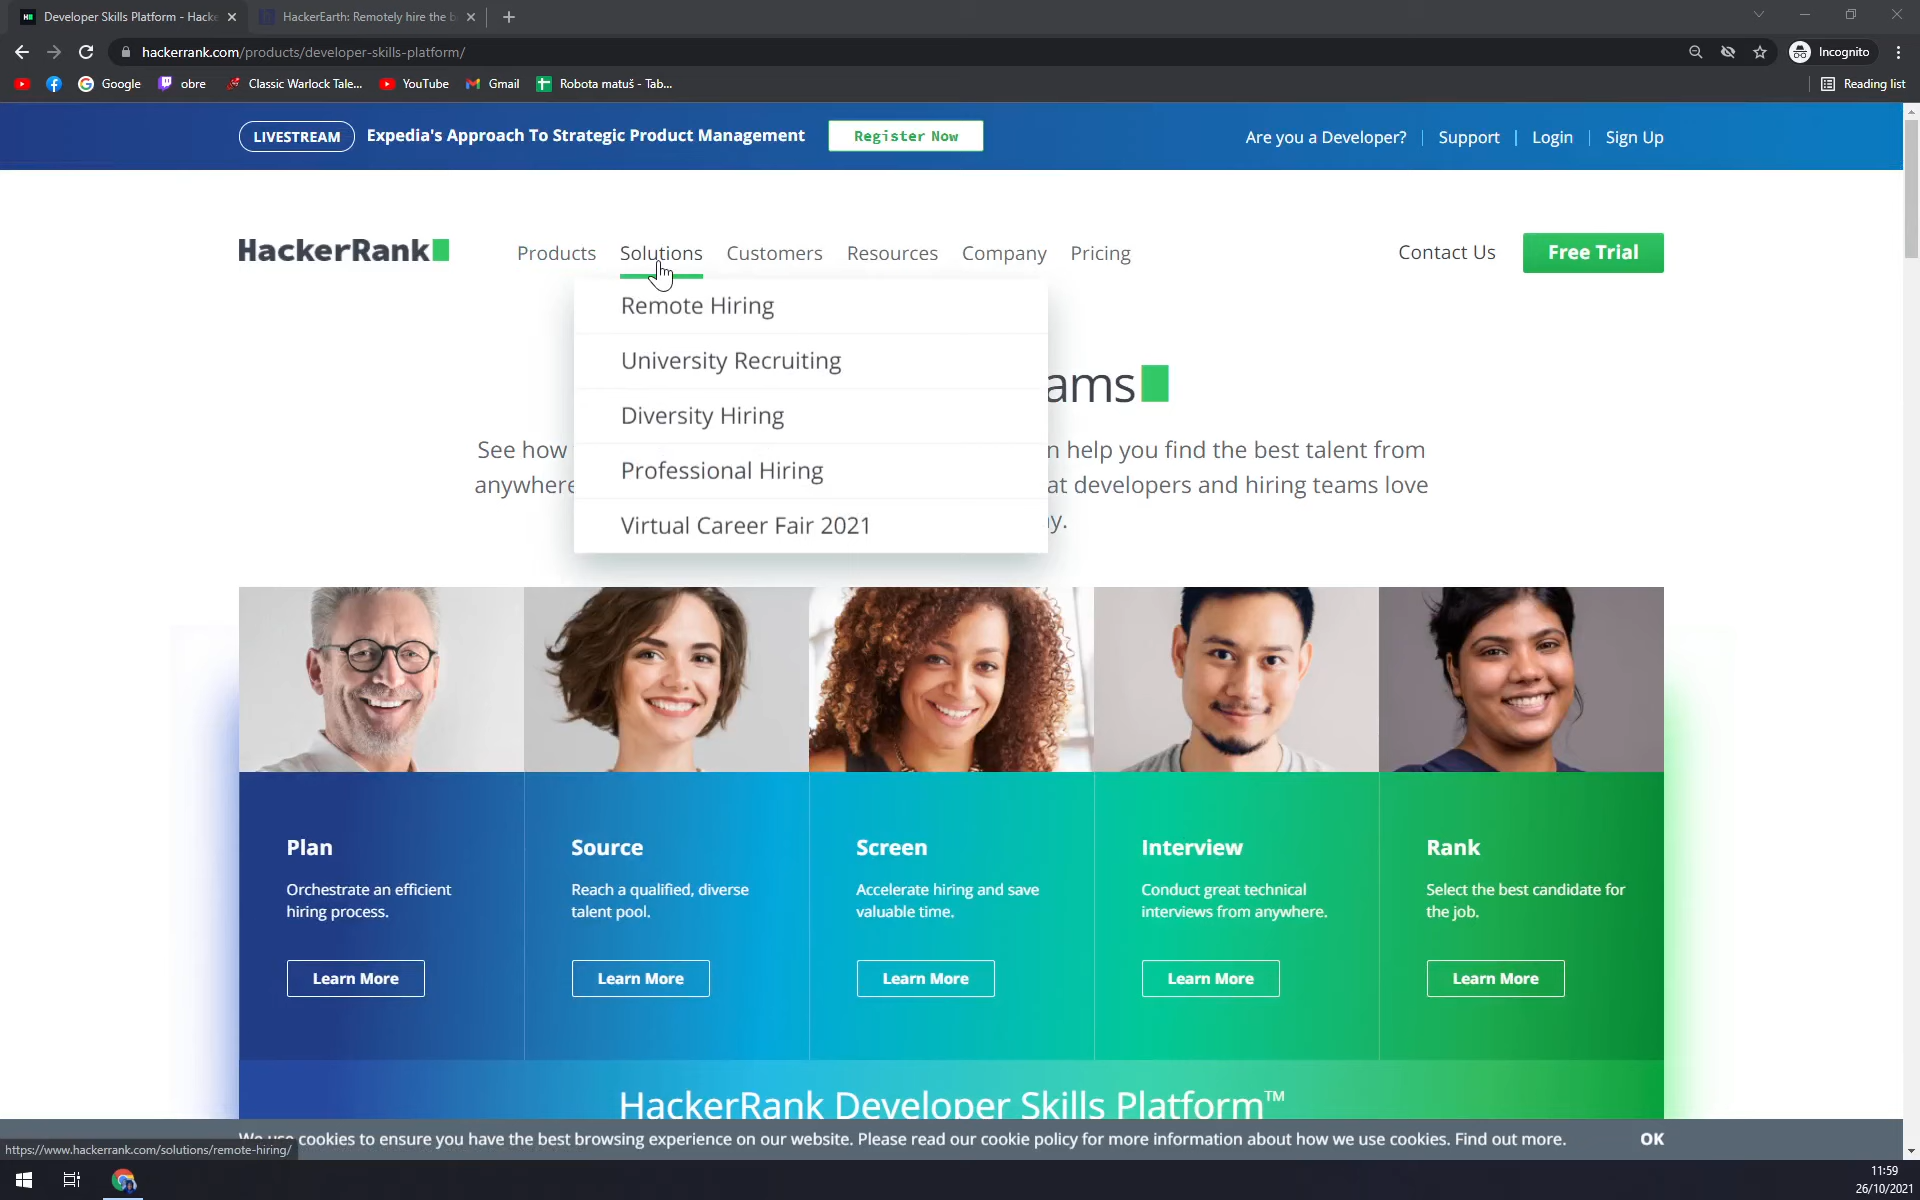 Developer Skills Platform - Hacke
HackerEarth: Remotely hire the b
hackerrank.com/products/developer-skills-platform/
Incognito
Google
obre
Classic Warlock Tale...
YouTube
Gmail
Robota matuš - Tab...
Reading list
LIVESTREAM
Expedia's Approach To Strategic Product Management
Register Now
Are you a Developer?
Support
Login
Sign Up
HackerRank
Products
Solutions
Customers
Resources
Company
Pricing
Contact Us
Free Trial
Remote Hiring
University Recruiting
Diversity Hiring
Professional Hiring
Virtual Career Fair 2021
ams
See how
n help you find the best talent from
anywhere
at developers and hiring teams love
y.
Plan
Orchestrate an efficient
hiring process.
Learn More
Source
Reach a qualified, diverse
talent pool.
Learn More
Screen
Accelerate hiring and save
valuable time.
Learn More
Interview
Conduct great technical
interviews from anywhere.
Learn More
Rank
Select the best candidate for
the job.
Learn More
HackerRank Developer Skills Platform™
We use cookies to ensure you have the best browsing experience on our website. Please read our cookie policy for more information about how we use cookies. Find out more.
OK
https://www.hackerrank.com/solutions/remote-hiring/
11:59
26/10/2021